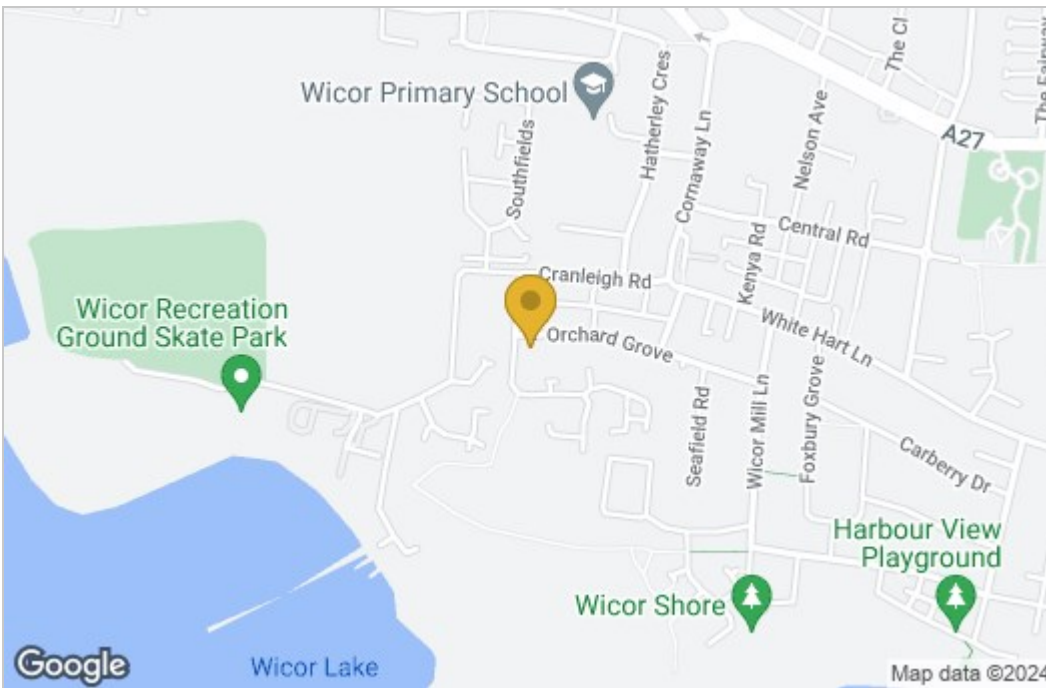 The Cl
The Fairway
Wicor Primary School
Hatherley Cres
Cornaway Ln
Nelson Ave
A27
Southfields
Central Rd
Kenya Rd
Cranleigh Rd
Wicor Recreation
Ground Skate Park
White Hart Ln
Orchard Grove
Seafield Rd
Wicor Mill Ln
Foxbury Grove
Carberry Dr
Harbour View
Playground
Wicor Shore
Google
Wicor Lake
Map data ©2024